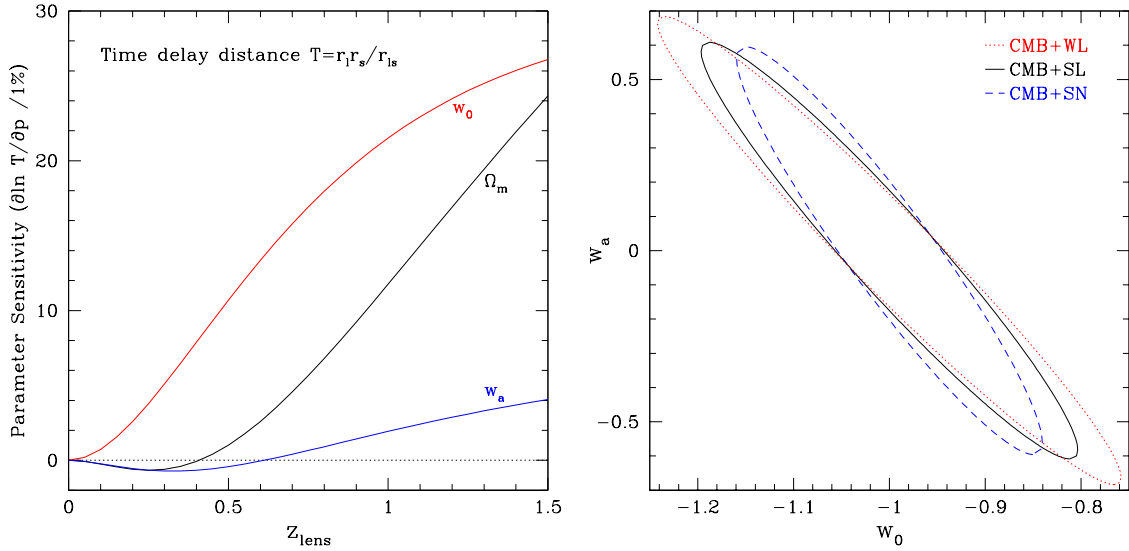 Time delay distance T=r_l r_s/r_ls
Parameter Sensitivity (∂ln T/∂p /1%)
30
20
10
0
w_0
Ω_m
w_a
0
0.5
1
1.5
Z_lens
CMB+WL
CMB+SL
CMB+SN
W_a
0.5
0
−0.5
−1.2
−1.1
−1
−0.9
−0.8
W_0